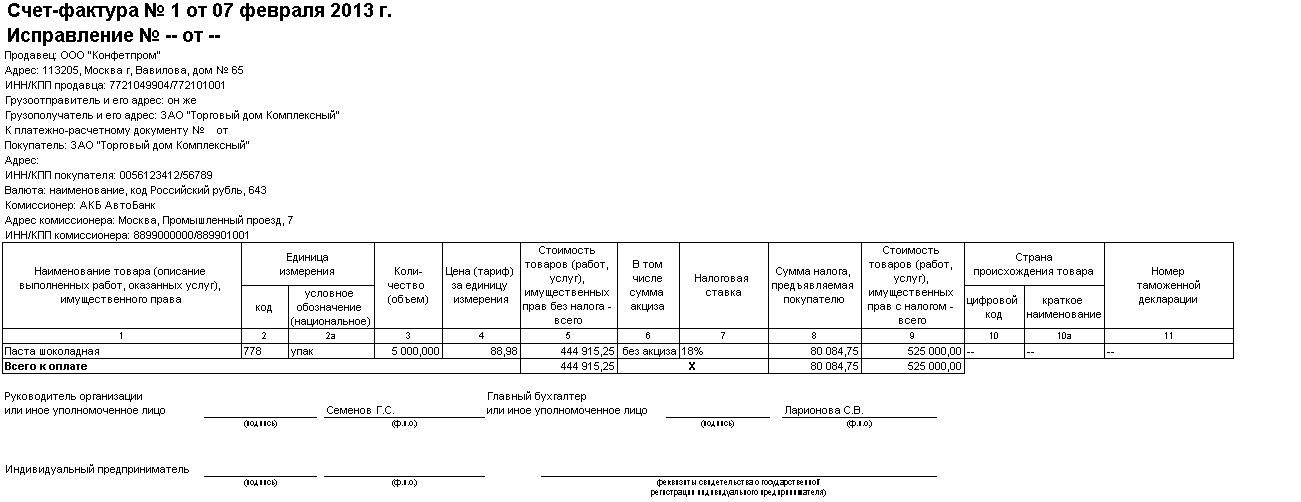 Счет-фактура № 1 от 07 февраля 2013 г.
Исправление № -- от --
Продавец: ООО "Конфетпром"
Адрес: 113205, Москва г, Вавилова, дом № 65
ИНН/КПП продавца: 7721049904/772101001
Грузоотправитель и его адрес: он же
Грузополучатель и его адрес: ЗАО "Торговый дом Комплексный"
К платежно-расчетному документу № от
Покупатель: ЗАО "Торговый дом Комплексный"
Адрес:
ИНН/КПП покупателя: 0056123412/56789
Валюта: наименование, код Российский рубль, 643
Комиссионер: АКБ АвтоБанк
Адрес комиссионера: Москва, Промышленный проезд, 7
ИНН/КПП комиссионера: 8899000000/889901001
Наименование товара (описание
выполненных работ, оказанных услуг),
имущественного права
Единица
измерения
код
условное
обозначение
(национальное)
Коли-
чество
(объем)
Цена (тариф)
за единицу
измерения
Стоимость
товаров (работ,
услуг),
имущественных
прав без налога -
всего
В том
числе
сумма
акциза
Налоговая
ставка
Сумма налога,
предъявляемая
покупателю
Стоимость
товаров (работ,
услуг),
имущественных
прав с налогом -
всего
Страна
происхождения товара
цифровой
код
краткое
наименование
Номер
таможенной
декларации
1 2 2а 3 4 5 6 7 8 9 10 10а 11
Паста шоколадная 778 упак 5 000,000 88,98 444 915,25 без акциза 18% 80 084,75 525 000,00 -- -- --
Всего к оплате 444 915,25 X 80 084,75 525 000,00
Руководитель организации
или иное уполномоченное лицо Семенов Г.С.
(подпись) (ф.и.о.)
Главный бухгалтер
или иное уполномоченное лицо Ларионова С.В.
(подпись) (ф.и.о.)
Индивидуальный предприниматель
(подпись) (ф.и.о.)
(реквизиты свидетельства о государственной
регистрации индивидуального предпринимателя)